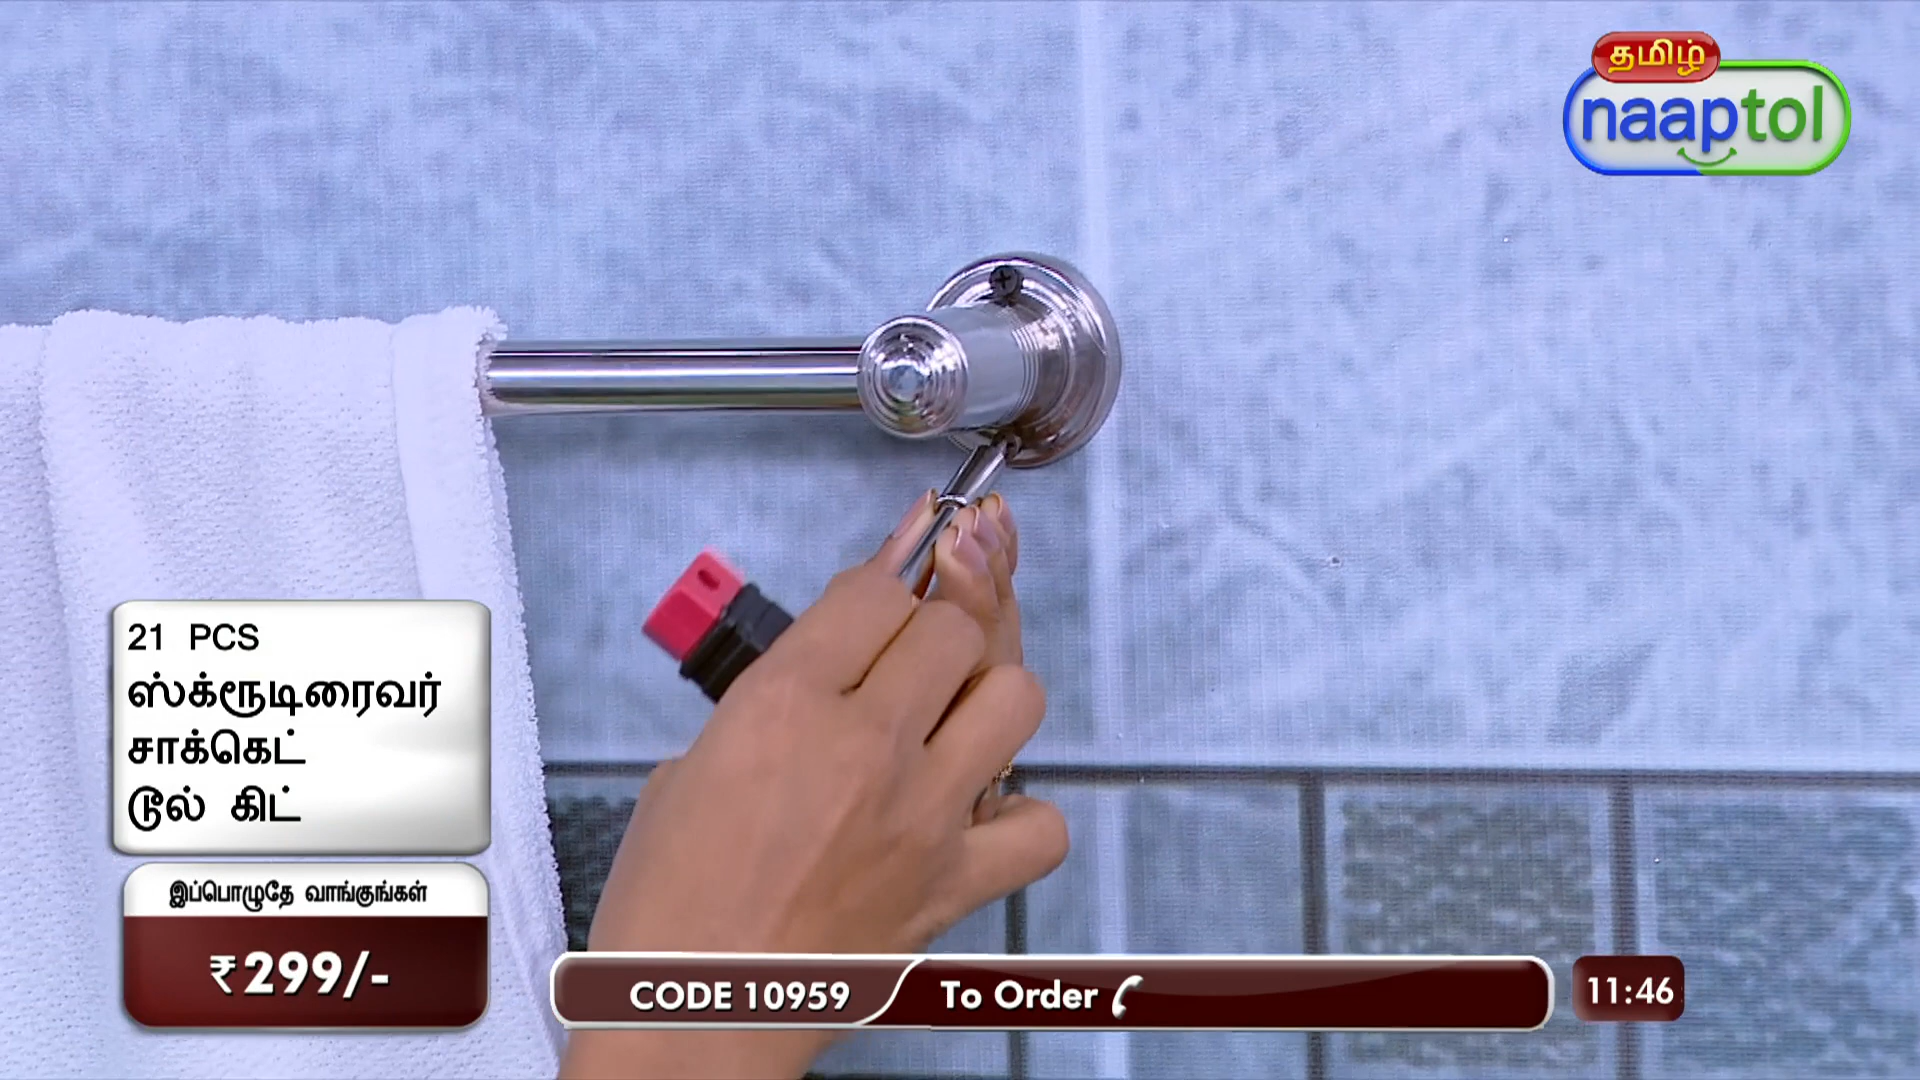 தமிழ்
naaptol
21 PCS
ஸ்க்ரூடிரைவர்
சாக்கெட்
டூல் கிட்
இப்பொழுதே வாங்குங்கள்
₹299/-
CODE 10959
To Order
11:46